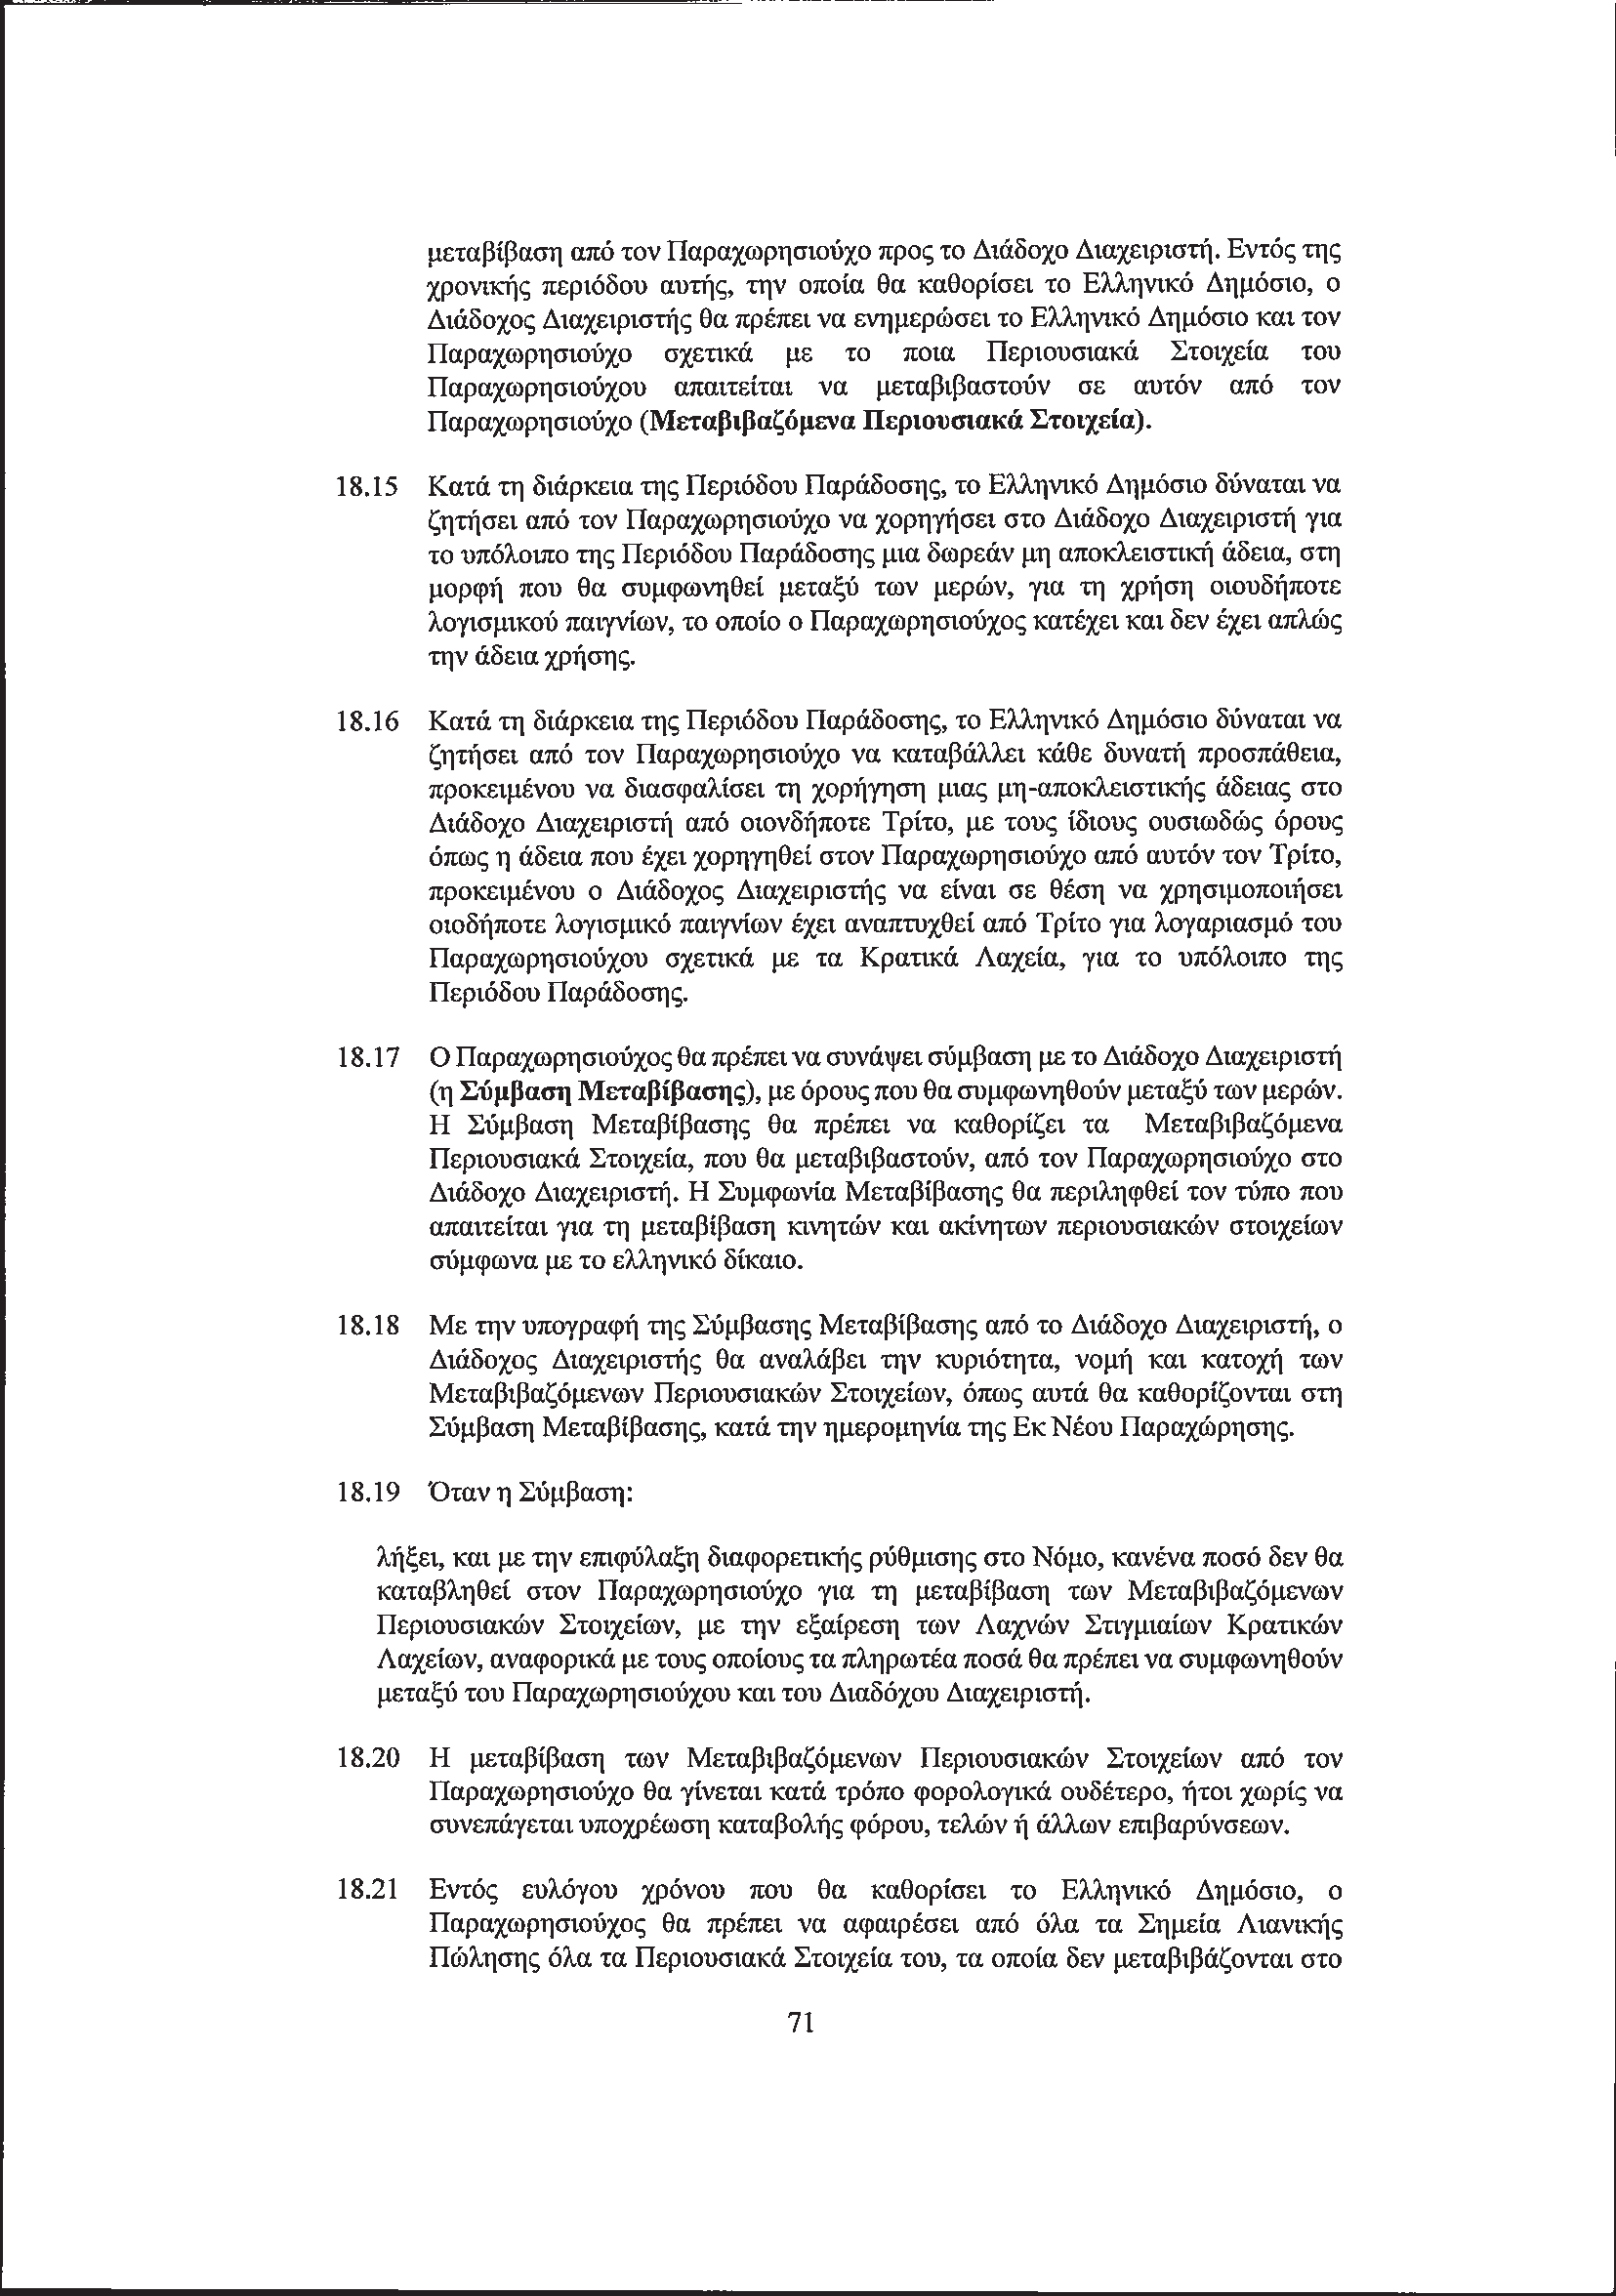 μεταβίβαση από τον Παραχωρησιούχο προς το Διάδοχο Διαχειριστή. Εντός της
χρονικής περιόδου αυτής, την οποία θα καθορίσει το Ελληνικό Δημόσιο, ο
Διάδοχος Διαχειριστής θα πρέπει να ενημερώσει το Ελληνικό Δημόσιο και τον
Παραχωρησιούχο σχετικά με το ποια Περιουσιακά Στοιχεία του
Παραχωρησιούχου απαιτείται να μεταβιβαστούν σε αυτόν από τον
Παραχωρησιούχο (Μεταβιβαζόμενα Περιουσιακά Στοιχεία).
18.15 Κατά τη διάρκεια της Περιόδου Παράδοσης, το Ελληνικό Δημόσιο δύναται να
ζητήσει από τον Παραχωρησιούχο να χορηγήσει στο Διάδοχο Διαχειριστή για
το υπόλοιπο της Περιόδου Παράδοσης μια δωρεάν μη αποκλειστική άδεια, στη
μορφή που θα συμφωνηθεί μεταξύ των μερών, για τη χρήση οιουδήποτε
λογισμικού παιγνίων, το οποίο ο Παραχωρησιούχος κατέχει και δεν έχει απλώς
την άδεια χρήσης.
18.16 Κατά τη διάρκεια της Περιόδου Παράδοσης, το Ελληνικό Δημόσιο δύναται να
ζητήσει από τον Παραχωρησιούχο να καταβάλλει κάθε δυνατή προσπάθεια,
προκειμένου να διασφαλίσει τη χορήγηση μιας μη-αποκλειστικής άδειας στο
Διάδοχο Διαχειριστή από οιονδήποτε Τρίτο, με τους ίδιους ουσιωδώς όρους
όπως η άδεια που έχει χορηγηθεί στον Παραχωρησιούχο από αυτόν τον Τρίτο,
προκειμένου ο Διάδοχος Διαχειριστής να είναι σε θέση να χρησιμοποιήσει
οιοδήποτε λογισμικό παιγνίων έχει αναπτυχθεί από Τρίτο για λογαριασμό του
Παραχωρησιούχου σχετικά με τα Κρατικά Λαχεία, για το υπόλοιπο της
Περιόδου Παράδοσης.
18.17 Ο Παραχωρησιούχος θα πρέπει να συνάψει σύμβαση με το Διάδοχο Διαχειριστή
(η Σύμβαση Μεταβίβασης), με όρους που θα συμφωνηθούν μεταξύ των μερών.
Η Σύμβαση Μεταβίβασης θα πρέπει να καθορίζει τα Μεταβιβαζόμενα
Περιουσιακά Στοιχεία, που θα μεταβιβαστούν, από τον Παραχωρησιούχο στο
Διάδοχο Διαχειριστή. Η Συμφωνία Μεταβίβασης θα περιληφθεί τον τύπο που
απαιτείται για τη μεταβίβαση κινητών και ακίνητων περιουσιακών στοιχείων
σύμφωνα με το ελληνικό δίκαιο.
18.18 Με την υπογραφή της Σύμβασης Μεταβίβασης από το Διάδοχο Διαχειριστή, ο
Διάδοχος Διαχειριστής θα αναλάβει την κυριότητα, νομή και κατοχή των
Μεταβιβαζόμενων Περιουσιακών Στοιχείων, όπως αυτά θα καθορίζονται στη
Σύμβαση Μεταβίβασης, κατά την ημερομηνία της Εκ Νέου Παραχώρησης.
18.19 Όταν η Σύμβαση:
λήξει, και με την επιφύλαξη διαφορετικής ρύθμισης στο Νόμο, κανένα ποσό δεν θα
καταβληθεί στον Παραχωρησιούχο για τη μεταβίβαση των Μεταβιβαζόμενων
Περιουσιακών Στοιχείων, με την εξαίρεση των Λαχνών Στιγμιαίων Κρατικών
Λαχείων, αναφορικά με τους οποίους τα πληρωτέα ποσά θα πρέπει να συμφωνηθούν
μεταξύ του Παραχωρησιούχου και του Διαδόχου Διαχειριστή.
18.20 Η μεταβίβαση των Μεταβιβαζόμενων Περιουσιακών Στοιχείων από τον
Παραχωρησιούχο θα γίνεται κατά τρόπο φορολογικά ουδέτερο, ήτοι χωρίς να
συνεπάγεται υποχρέωση καταβολής φόρου, τελών ή άλλων επιβαρύνσεων.
18.21 Εντός ευλόγου χρόνου που θα καθορίσει το Ελληνικό Δημόσιο, ο
Παραχωρησιούχος θα πρέπει να αφαιρέσει από όλα τα Σημεία Λιανικής
Πώλησης όλα τα Περιουσιακά Στοιχεία του, τα οποία δεν μεταβιβάζονται στο
71